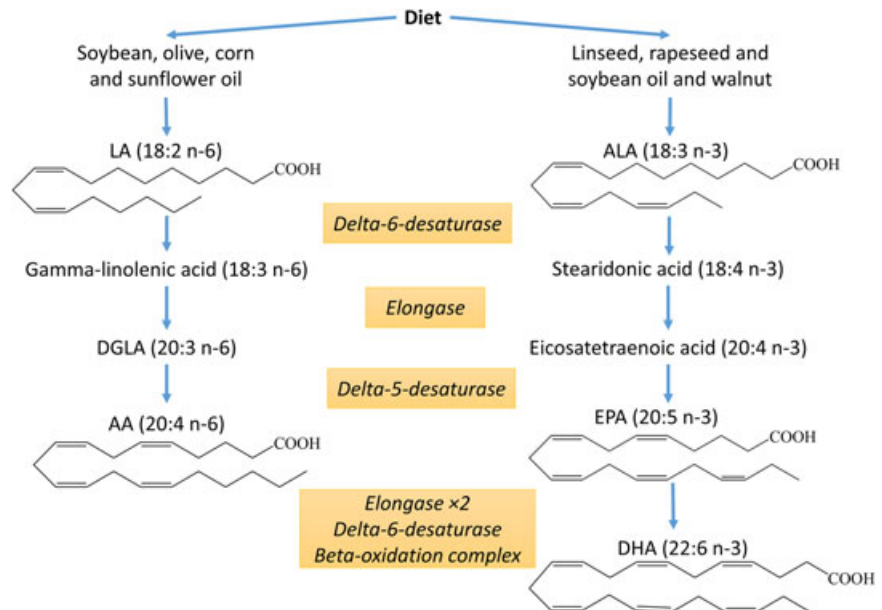 Diet
Soybean, olive, corn
and sunflower oil
Linseed, rapeseed and
soybean oil and walnut
LA (18:2 n-6)
COOH
ALA (18:3 n-3)
COOH
Delta-6-desaturase
Gamma-linolenic acid (18:3 n-6)
Stearidonic acid (18:4 n-3)
Elongase
DGLA (20:3 n-6)
Eicosatetraenoic acid (20:4 n-3)
Delta-5-desaturase
AA (20:4 n-6)
COOH
EPA (20:5 n-3)
COOH
Elongase ×2
Delta-6-desaturase
Beta-oxidation complex
DHA (22:6 n-3)
COOH